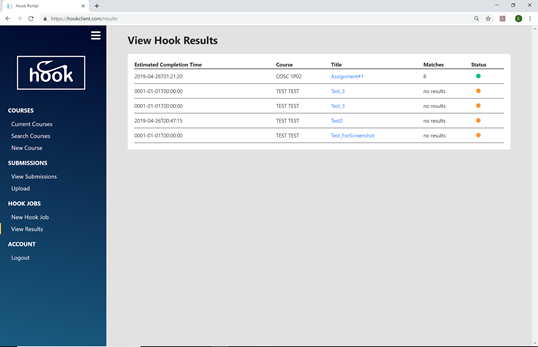 Hook Portal
https://hookclient.com/results
hook
COURSES
Current Courses
Search Courses
New Course
SUBMISSIONS
View Submissions
Upload
HOOK JOBS
New Hook Job
View Results
ACCOUNT
Logout
View Hook Results
Estimated Completion Time Course Title Matches Status
2019-04-26T01:21:20 COSC 1P02 Assignment#1 8
0001-01-01T00:00:00 TEST TEST Test_3 no results
0001-01-01T00:00:00 TEST TEST Test_3 no results
2019-04-26T00:47:15 TEST TEST Test2 no results
0001-01-01T00:00:00 TEST TEST Test_ForScreenshot no results